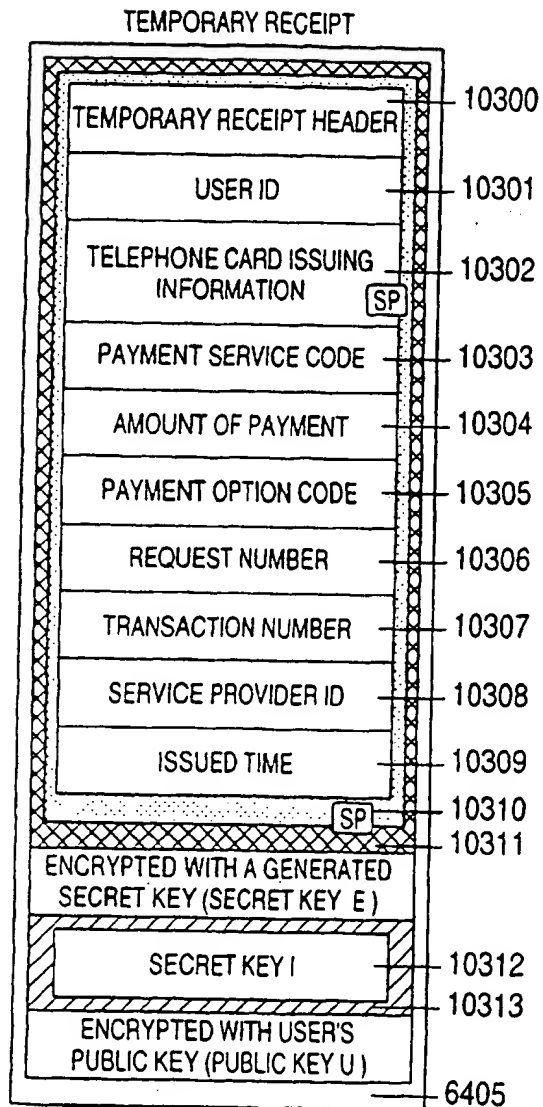 TEMPORARY RECEIPT
TEMPORARY RECEIPT HEADER
10300
USER ID
10301
TELEPHONE CARD ISSUING
INFORMATION
10302
SP
PAYMENT SERVICE CODE
10303
AMOUNT OF PAYMENT
10304
PAYMENT OPTION CODE
10305
REQUEST NUMBER
10306
TRANSACTION NUMBER
10307
SERVICE PROVIDER ID
10308
ISSUED TIME
10309
SP
10310
10311
ENCRYPTED WITH A GENERATED
SECRET KEY (SECRET KEY E)
SECRET KEY I
10312
10313
ENCRYPTED WITH USER'S
PUBLIC KEY (PUBLIC KEY U)
6405